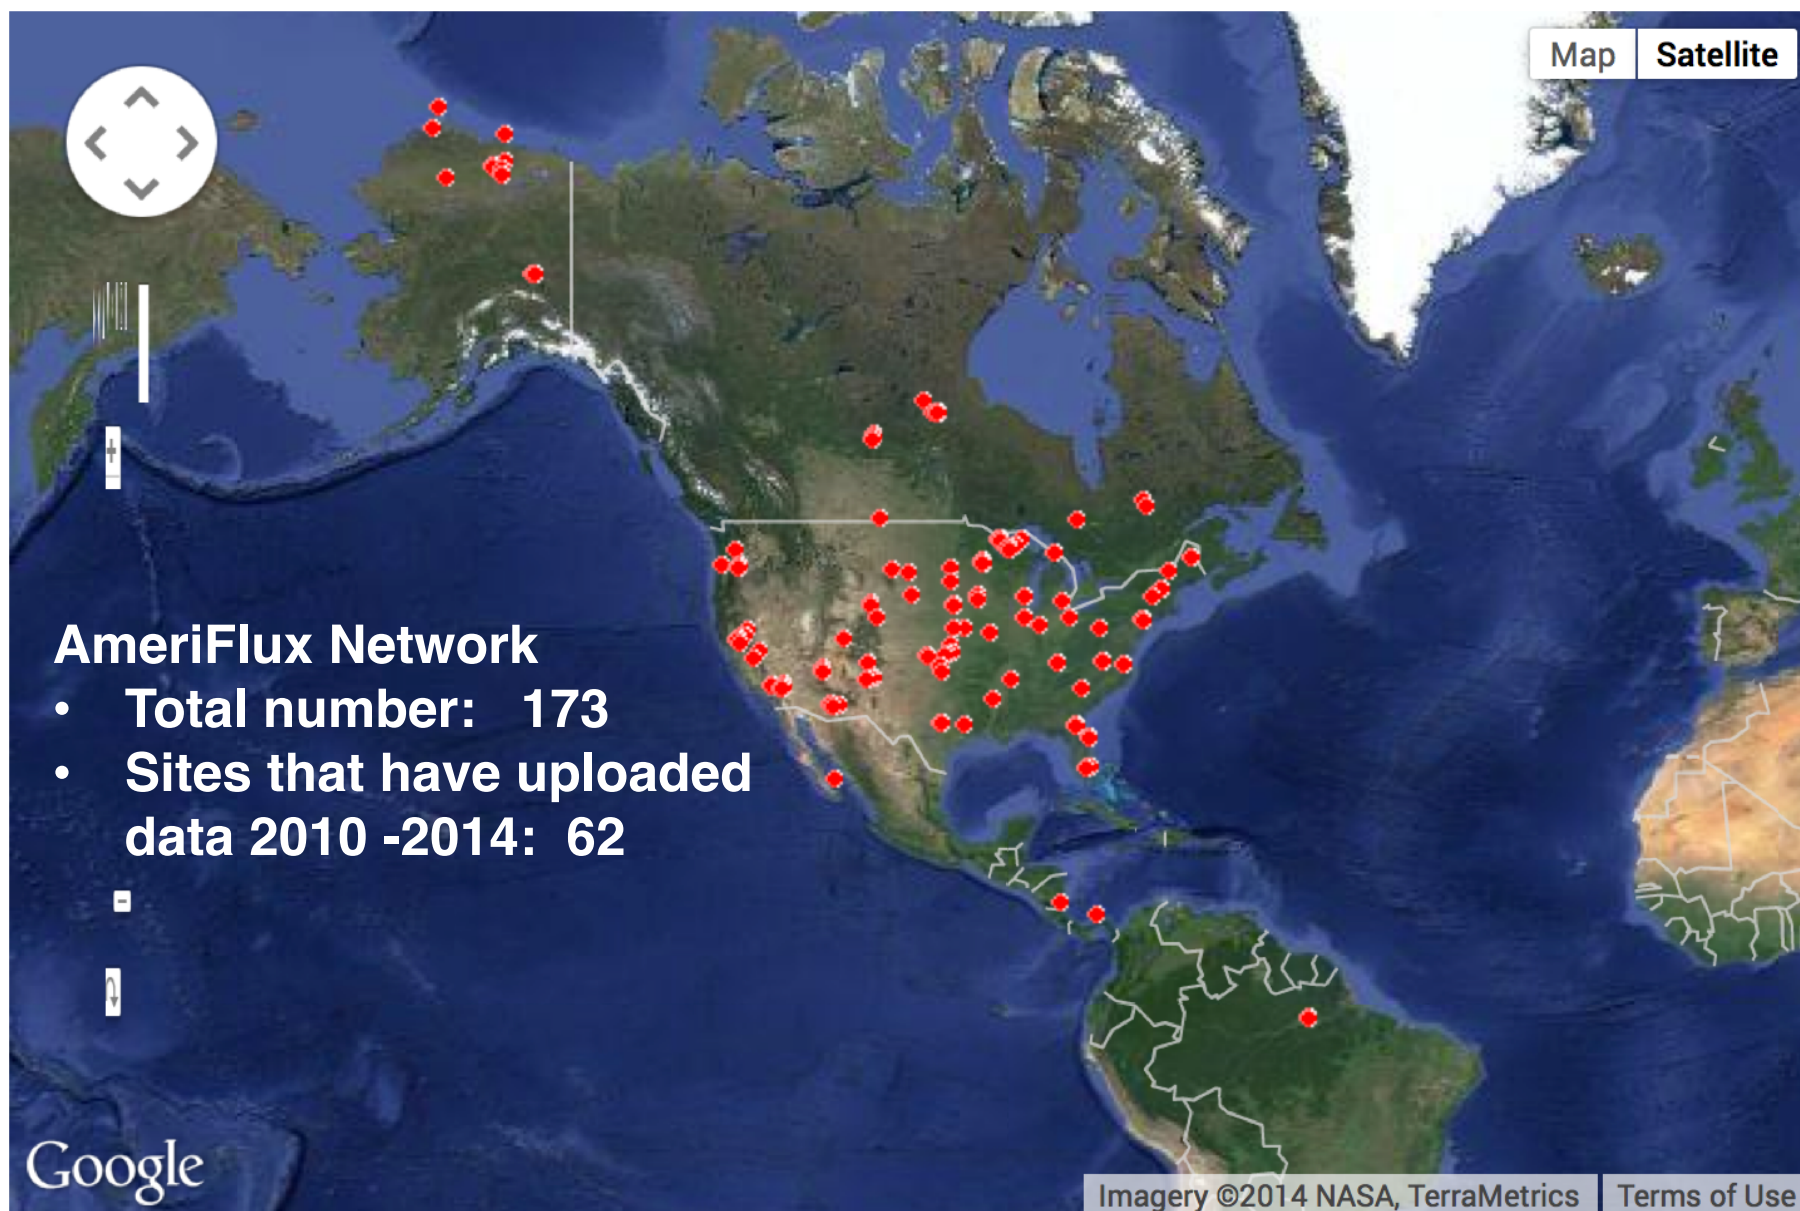 Map Satellite
AmeriFlux Network
• Total number: 173
• Sites that have uploaded
data 2010 -2014: 62
Google
Imagery ©2014 NASA, TerraMetrics Terms of Use